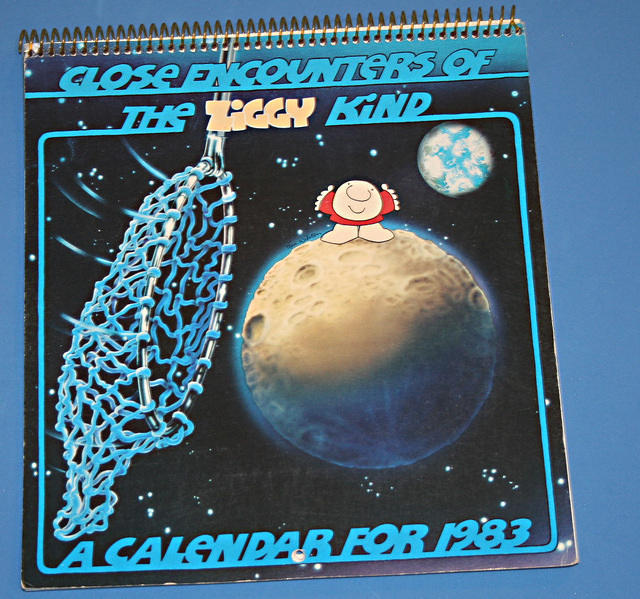 CLOSE ENCOUNTERS OF
THE ZIGGY KIND
A CALENDAR FOR 1983